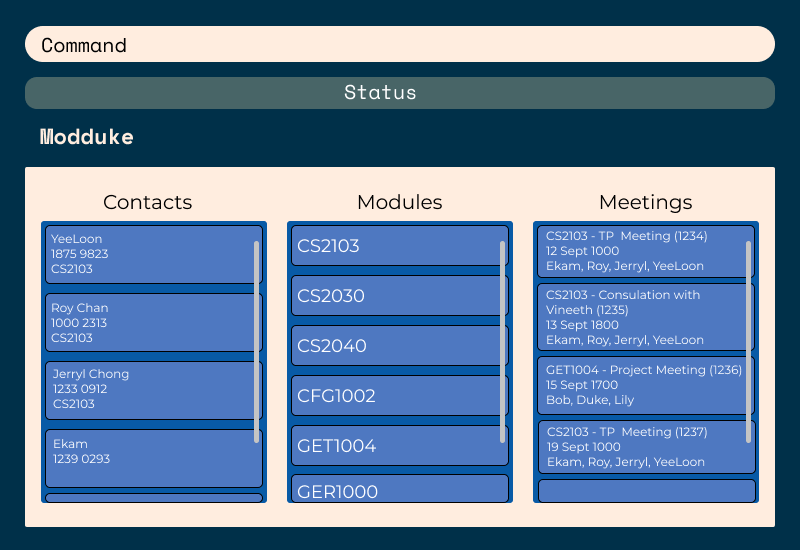 Command
Status
Modduke
Contacts
YeeLoon
1875 9823
CS2103
Roy Chan
1000 2313
CS2103
Jerryl Chong
1233 0912
CS2103
Ekam
1239 0293
Modules
CS2103
CS2030
CS2040
CFG1002
GET1004
GER1000
Meetings
CS2103 - TP Meeting (1234)
12 Sept 1000
Ekam, Roy, Jerryl, YeeLoon
CS2103 - Consulation with
Vineeth (1235)
13 Sept 1800
Ekam, Roy, Jerryl, YeeLoon
GET1004 - Project Meeting (1236)
15 Sept 1700
Bob, Duke, Lily
CS2103 - TP Meeting (1237)
19 Sept 1000
Ekam, Roy, Jerryl, YeeLoon